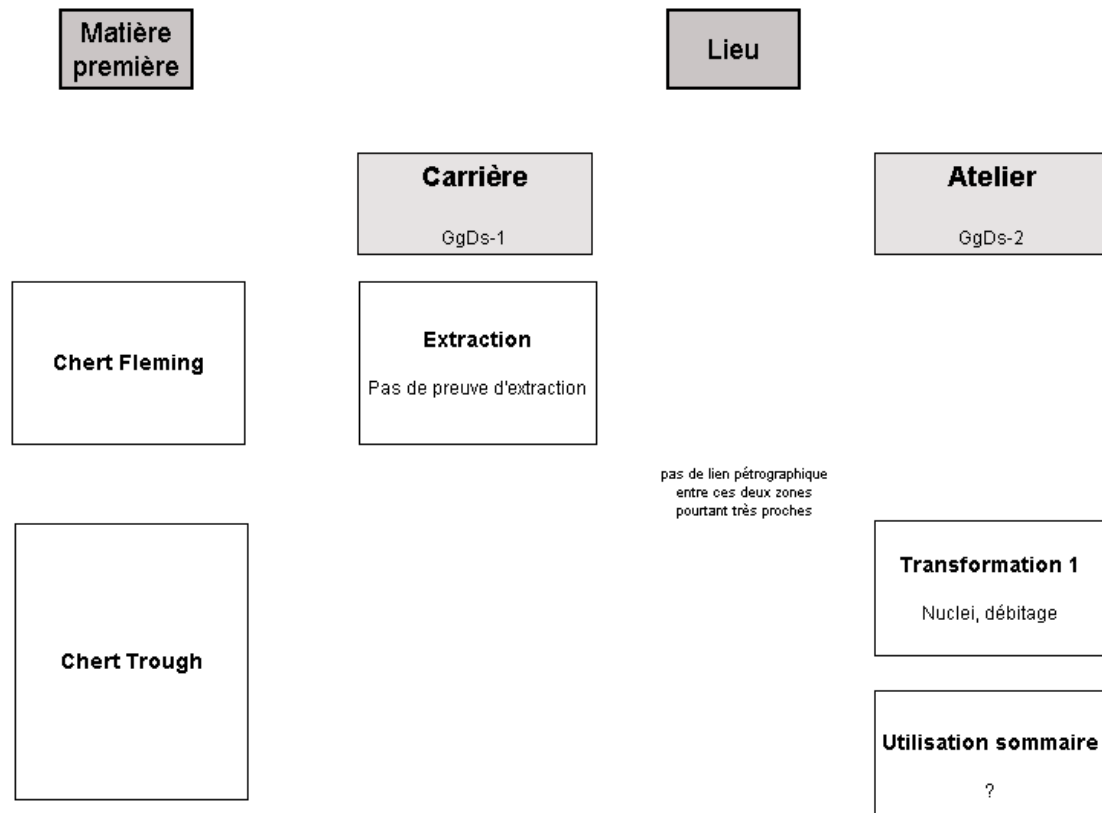 Matière
première
Lieu
Carrière
GgDs-1
Atelier
GgDs-2
Chert Fleming
Extraction
Pas de preuve d'extraction
pas de lien pétrographique
entre ces deux zones
pourtant très proches
Chert Trough
Transformation 1
Nuclei, débitage
Utilisation sommaire
?